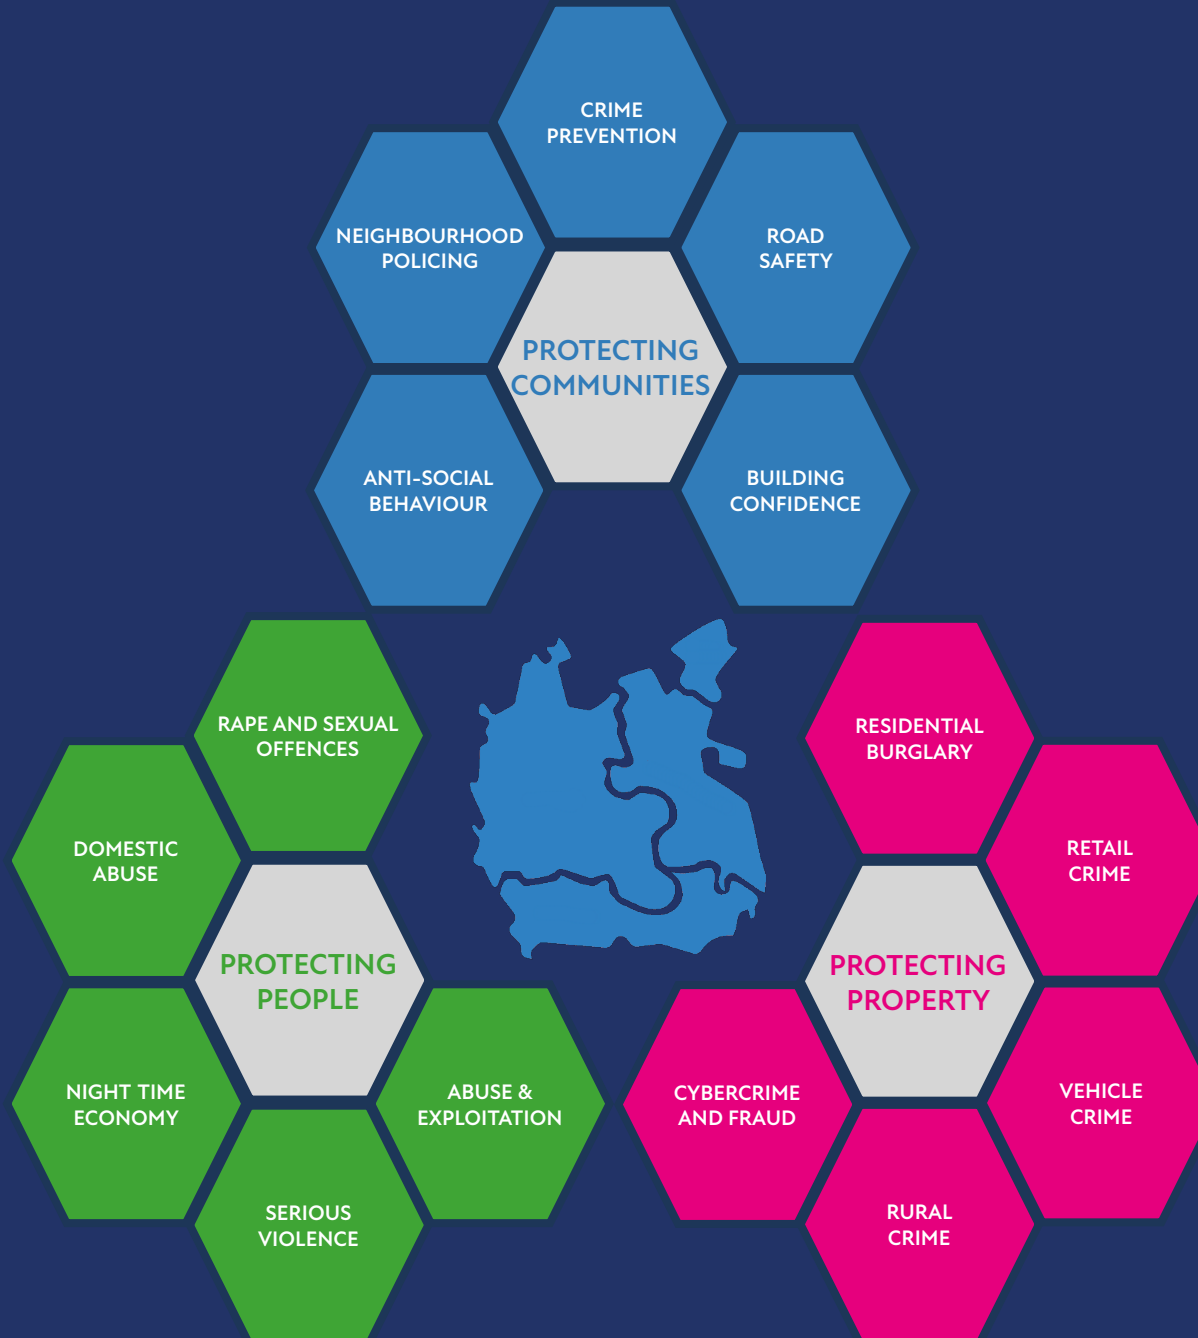 CRIME
PREVENTION
NEIGHBOURHOOD
POLICING
ROAD
SAFETY
PROTECTING
COMMUNITIES
ANTI-SOCIAL
BEHAVIOUR
BUILDING
CONFIDENCE
RAPE AND SEXUAL
OFFENCES
DOMESTIC
ABUSE
PROTECTING
PEOPLE
NIGHT TIME
ECONOMY
ABUSE &
EXPLOITATION
SERIOUS
VIOLENCE
RESIDENTIAL
BURGLARY
RETAIL
CRIME
PROTECTING
PROPERTY
CYBERCRIME
AND FRAUD
VEHICLE
CRIME
RURAL
CRIME